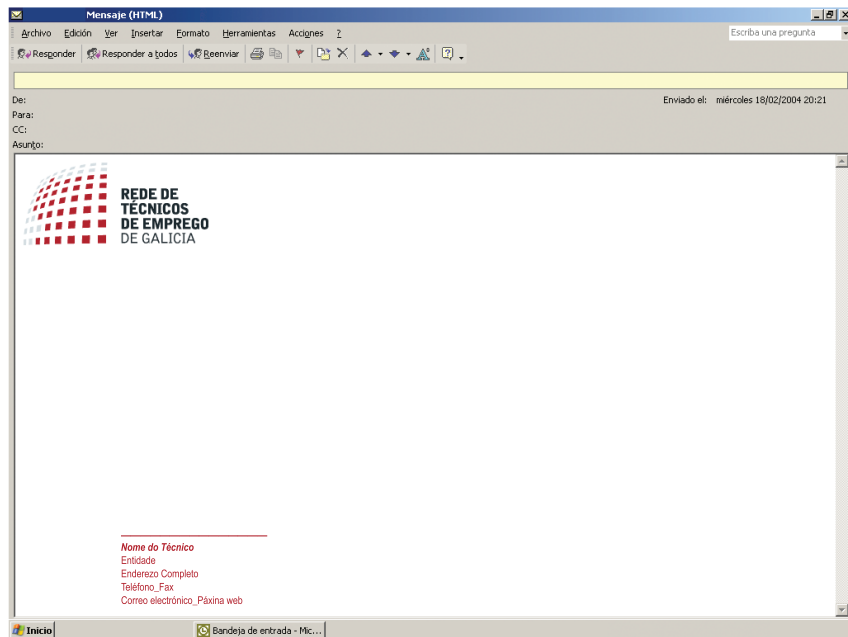 Mensaje (HTML)
Archivo Edición Ver Insertar Formato Herramientas Acciones ?
Escriba una pregunta
Responder Responder a todos Reenviar
De:
Enviado el: miércoles 18/02/2004 20:21
Para:
CC:
Asunto:
REDE DE
TÉCNICOS
DE EMPREGO
DE GALICIA
Nome do Técnico
Entidade
Enderezo Completo
Teléfono_Fax
Correo electrónico_Páxina web
Inicio
Bandeja de entrada - Mic...